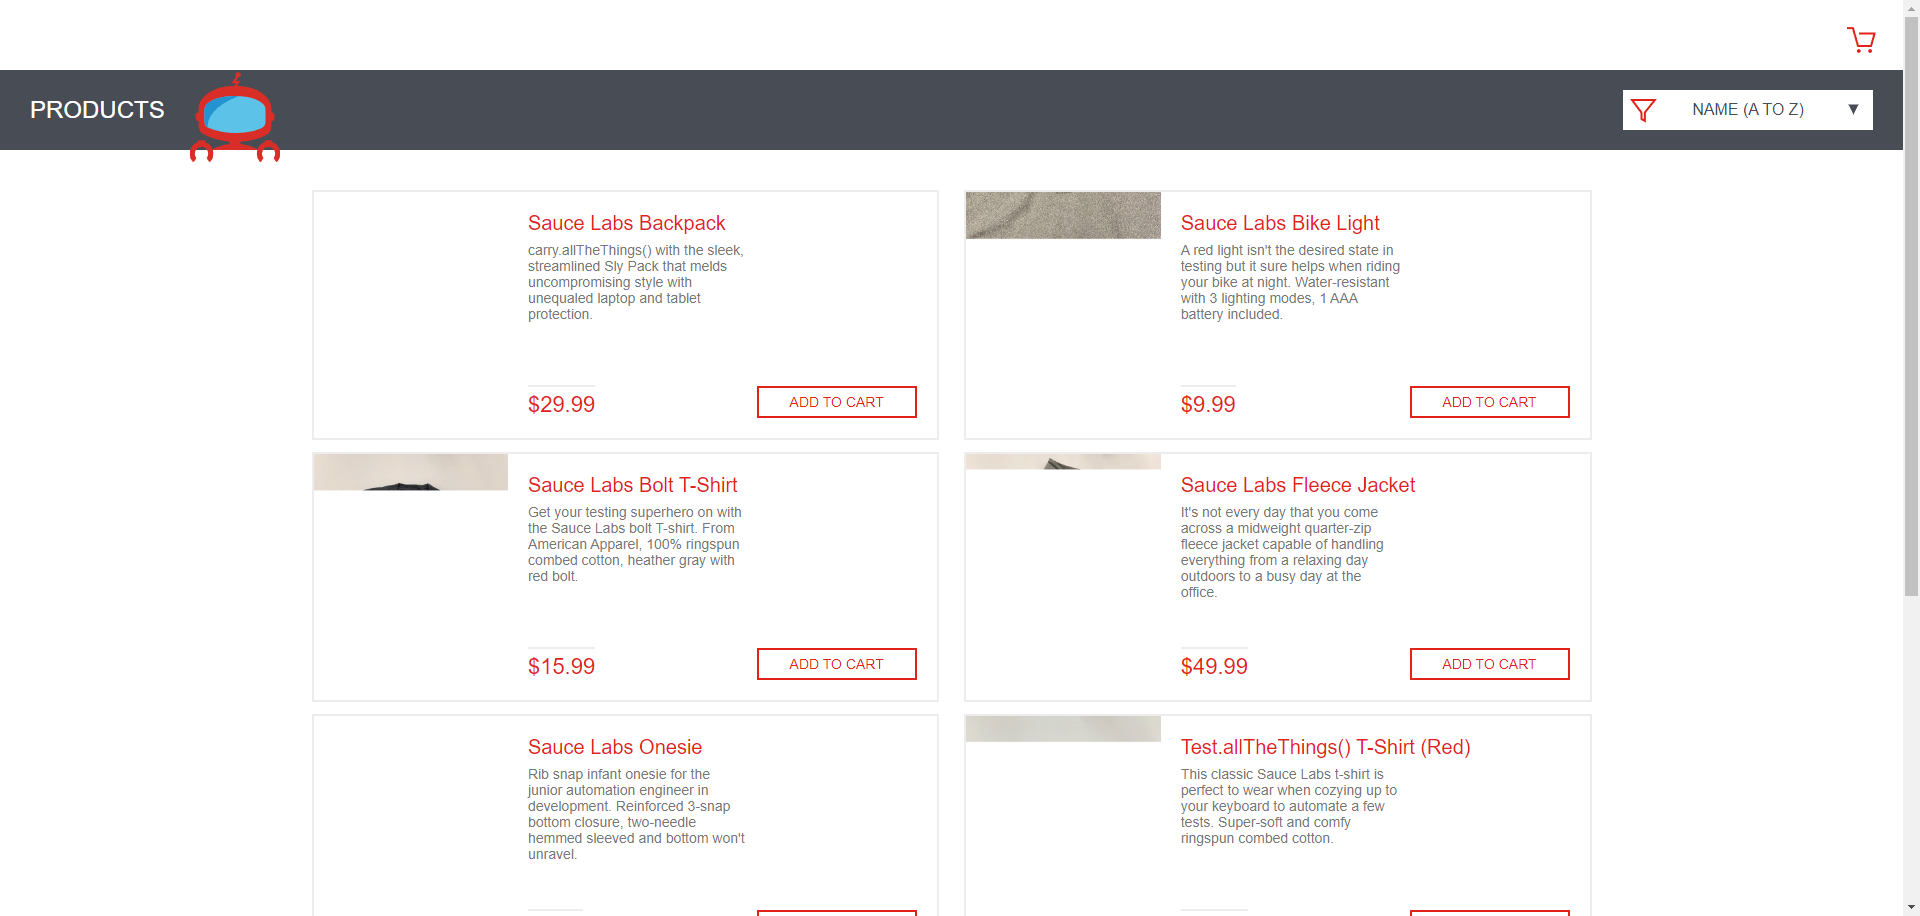 PRODUCTS
NAME (A TO Z)
Sauce Labs Backpack
carry.allTheThings() with the sleek,
streamlined Sly Pack that melds
uncompromising style with
unequaled laptop and tablet
protection.
$29.99
ADD TO CART
Sauce Labs Bike Light
A red light isn't the desired state in
testing but it sure helps when riding
your bike at night. Water-resistant
with 3 lighting modes, 1 AAA
battery included.
$9.99
ADD TO CART
Sauce Labs Bolt T-Shirt
Get your testing superhero on with
the Sauce Labs bolt T-shirt. From
American Apparel, 100% ringspun
combed cotton, heather gray with
red bolt.
$15.99
ADD TO CART
Sauce Labs Fleece Jacket
It's not every day that you come
across a midweight quarter-zip
fleece jacket capable of handling
everything from a relaxing day
outdoors to a busy day at the
office.
$49.99
ADD TO CART
Sauce Labs Onesie
Rib snap infant onesie for the
junior automation engineer in
development. Reinforced 3-snap
bottom closure, two-needle
hemmed sleeved and bottom won't
unravel.
Test.allTheThings() T-Shirt (Red)
This classic Sauce Labs t-shirt is
perfect to wear when cozying up to
your keyboard to automate a few
tests. Super-soft and comfy
ringspun combed cotton.